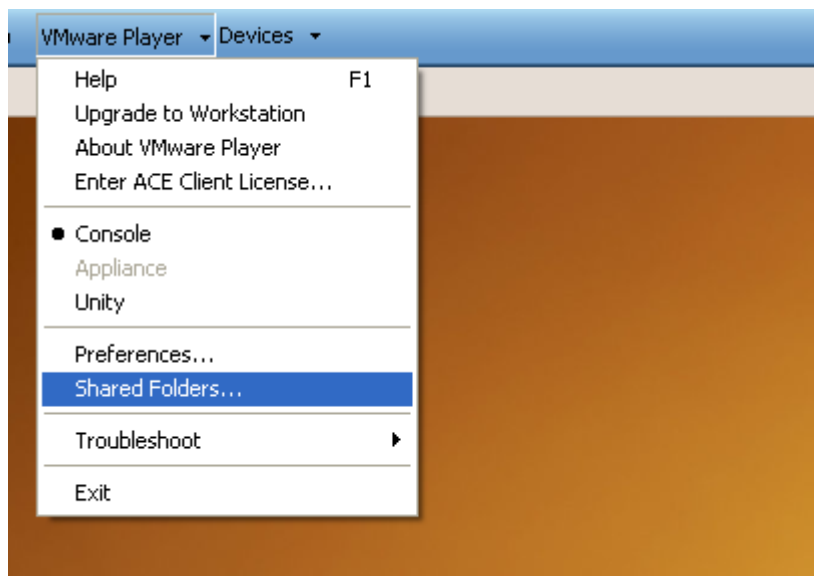 VMware Player Devices
Help F1
Upgrade to Workstation
About VMware Player
Enter ACE Client License...
Console
Appliance
Unity
Preferences...
Shared Folders...
Troubleshoot
Exit